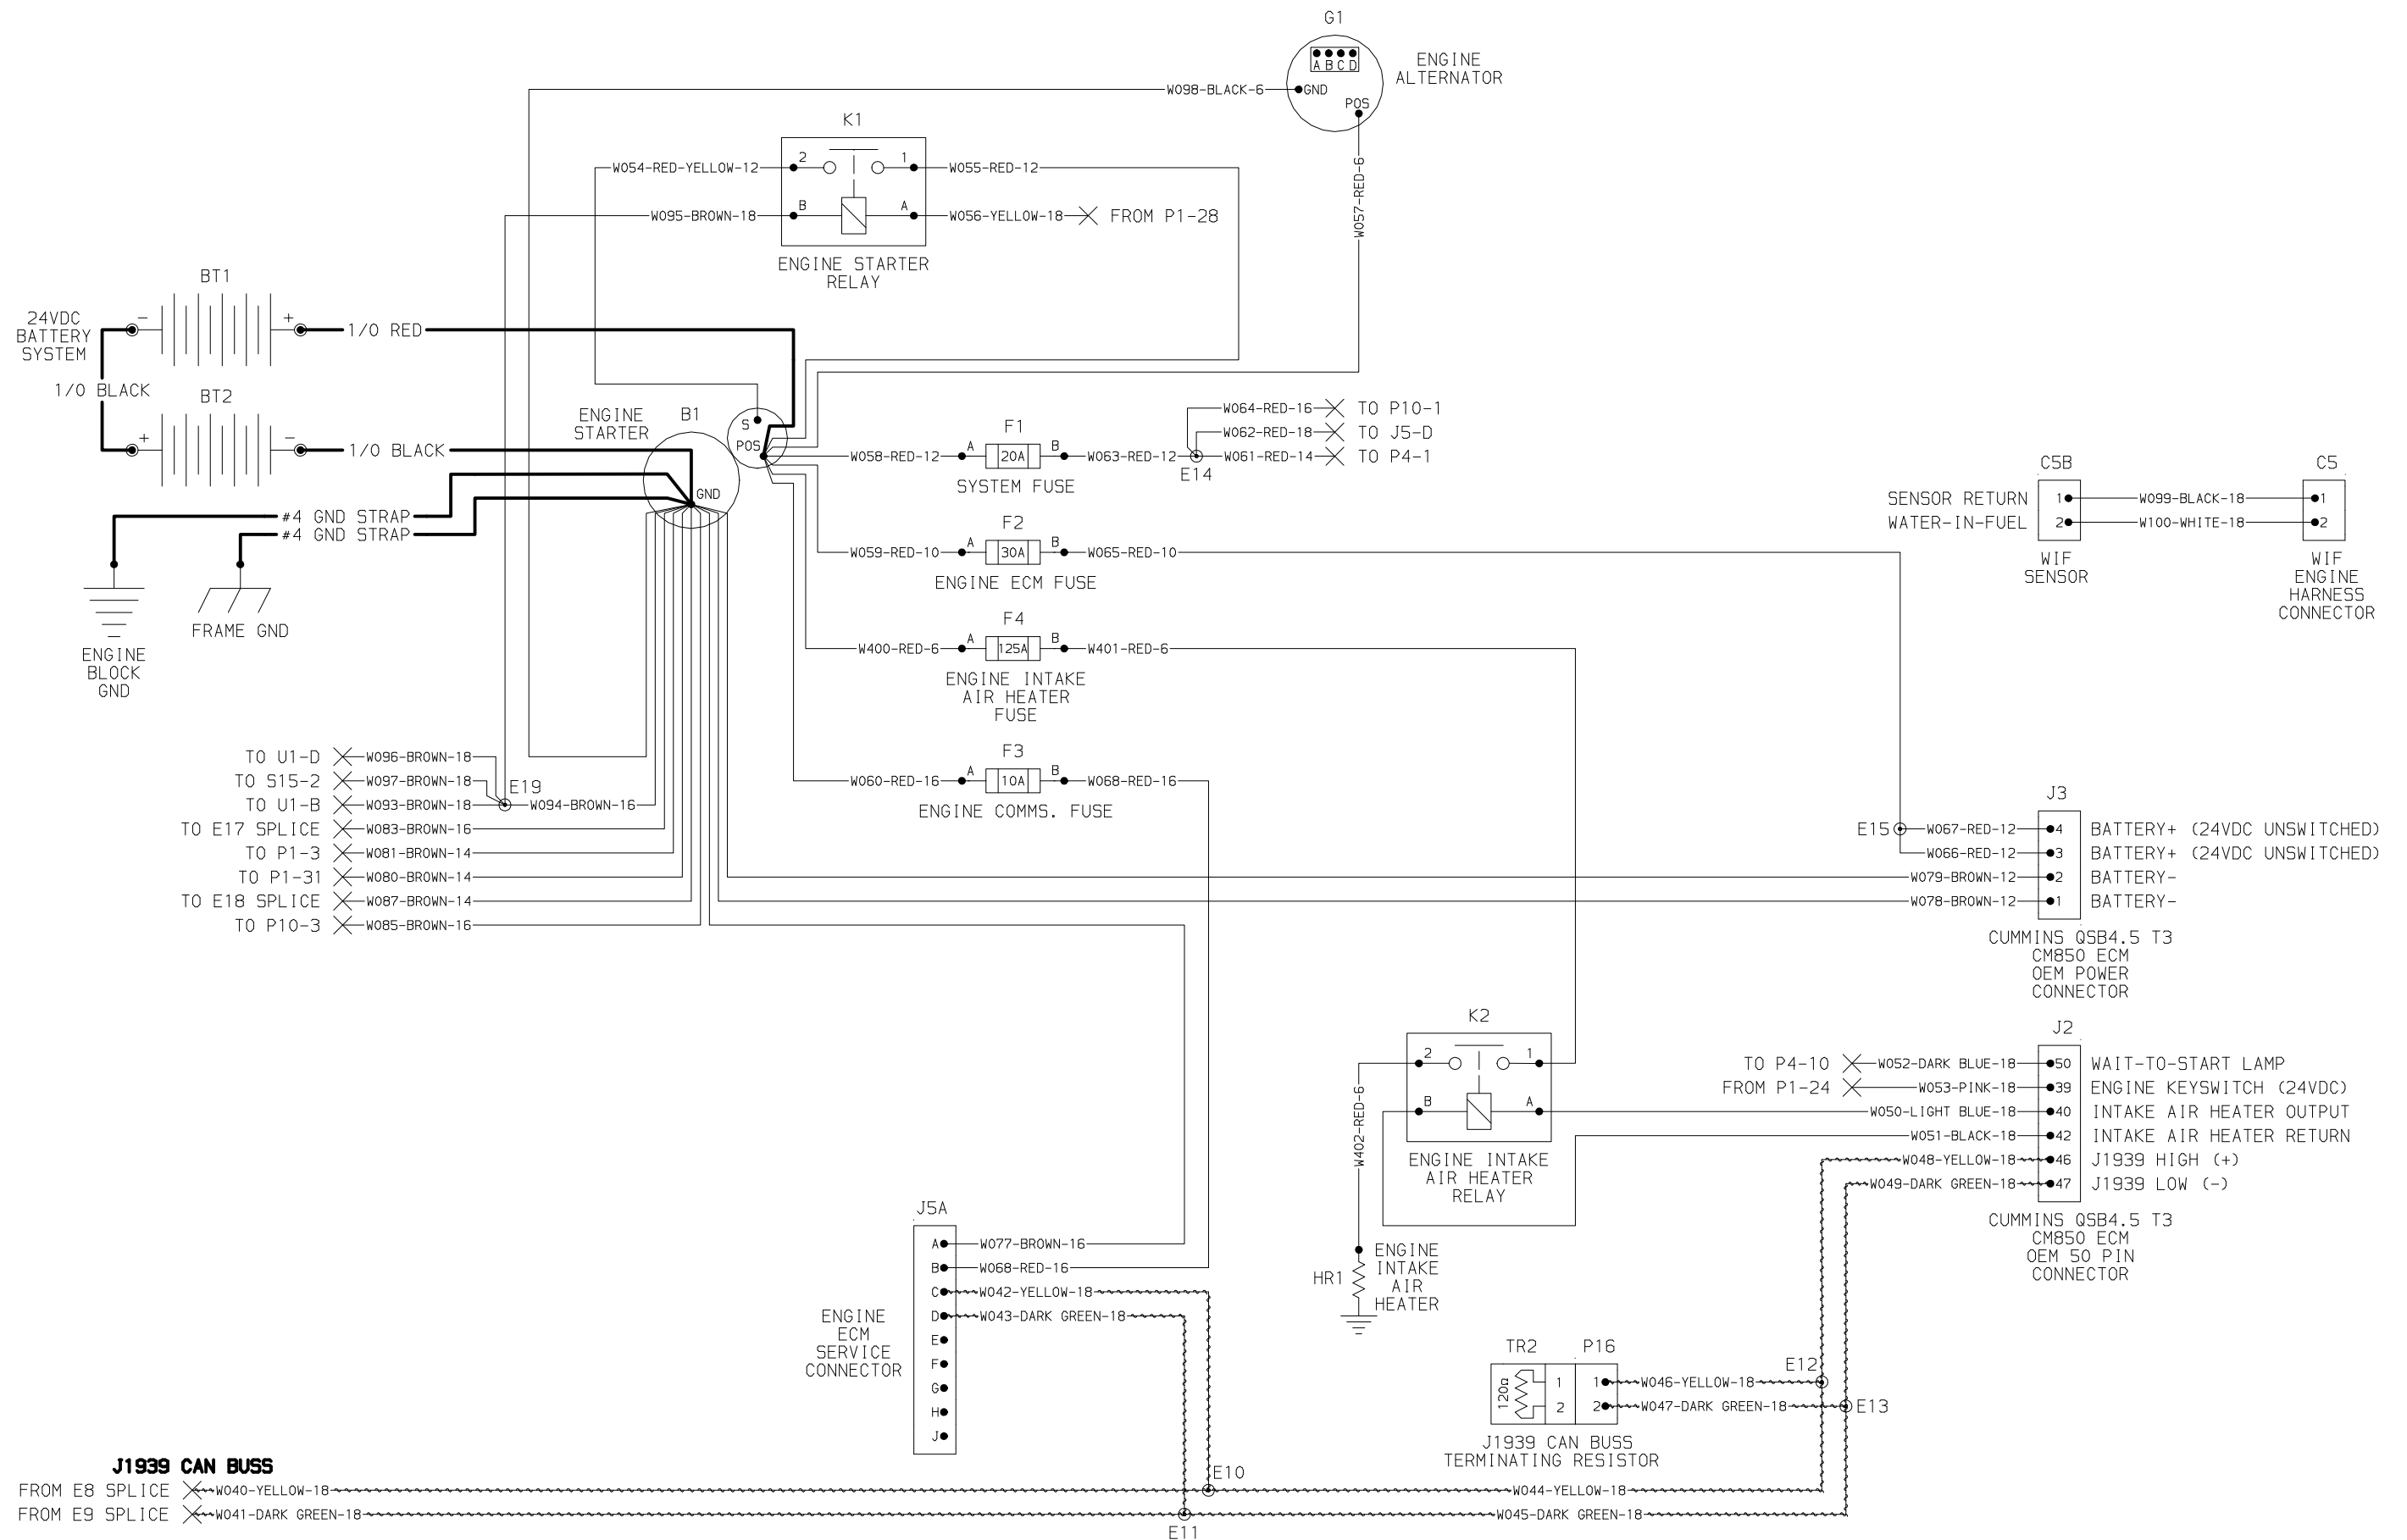 G1
A B C D
ENGINE
ALTERNATOR
W098-BLACK-6
GND
POS
W057-RED-6
K1
2
1
W054-RED-YELLOW-12
W055-RED-12
B
A
W095-BROWN-18
W056-YELLOW-18
FROM P1-28
ENGINE STARTER
RELAY
BT1
24VDC
BATTERY
SYSTEM
-
+
1/0 RED
1/0 BLACK
BT2
+
-
1/0 BLACK
ENGINE
STARTER
B1
S
POS
GND
#4 GND STRAP
#4 GND STRAP
FRAME GND
ENGINE
BLOCK
GND
F1
W058-RED-12
A
20A
B
W063-RED-12
SYSTEM FUSE
W064-RED-16
TO P10-1
W062-RED-18
TO J5-D
W061-RED-14
TO P4-1
E14
F2
W059-RED-10
A
30A
B
W065-RED-10
ENGINE ECM FUSE
F4
W400-RED-6
A
125A
B
W401-RED-6
ENGINE INTAKE
AIR HEATER
FUSE
F3
W060-RED-16
A
10A
B
W068-RED-16
ENGINE COMMS. FUSE
C5B
C5
SENSOR RETURN
1
W099-BLACK-18
1
WATER-IN-FUEL
2
W100-WHITE-18
2
WIF
SENSOR
WIF
ENGINE
HARNESS
CONNECTOR
TO U1-D
W096-BROWN-18
TO S15-2
W097-BROWN-18
E19
TO U1-B
W093-BROWN-18
W094-BROWN-16
TO E17 SPLICE
W083-BROWN-16
TO P1-3
W081-BROWN-14
TO P1-31
W080-BROWN-14
TO E18 SPLICE
W087-BROWN-14
TO P10-3
W085-BROWN-16
J3
E15
W067-RED-12
4
BATTERY+ (24VDC UNSWITCHED)
W066-RED-12
3
BATTERY+ (24VDC UNSWITCHED)
W079-BROWN-12
2
BATTERY-
W078-BROWN-12
1
BATTERY-
CUMMINS QSB4.5 T3
CM850 ECM
OEM POWER
CONNECTOR
K2
2
1
B
A
W402-RED-6
ENGINE INTAKE
AIR HEATER
RELAY
HR1
ENGINE
INTAKE
AIR
HEATER
J2
TO P4-10
W052-DARK BLUE-18
50
WAIT-TO-START LAMP
FROM P1-24
W053-PINK-18
39
ENGINE KEYSWITCH (24VDC)
W050-LIGHT BLUE-18
40
INTAKE AIR HEATER OUTPUT
W051-BLACK-18
42
INTAKE AIR HEATER RETURN
W048-YELLOW-18
46
J1939 HIGH (+)
W049-DARK GREEN-18
47
J1939 LOW (-)
CUMMINS QSB4.5 T3
CM850 ECM
OEM 50 PIN
CONNECTOR
J5A
A
W077-BROWN-16
B
W068-RED-16
C
W042-YELLOW-18
D
W043-DARK GREEN-18
E
F
G
H
J
ENGINE
ECM
SERVICE
CONNECTOR
TR2
P16
120Ω
1
1
W046-YELLOW-18
E12
2
2
W047-DARK GREEN-18
E13
J1939 CAN BUSS
TERMINATING RESISTOR
J1939 CAN BUSS
FROM E8 SPLICE
W040-YELLOW-18
E10
W044-YELLOW-18
FROM E9 SPLICE
W041-DARK GREEN-18
E11
W045-DARK GREEN-18